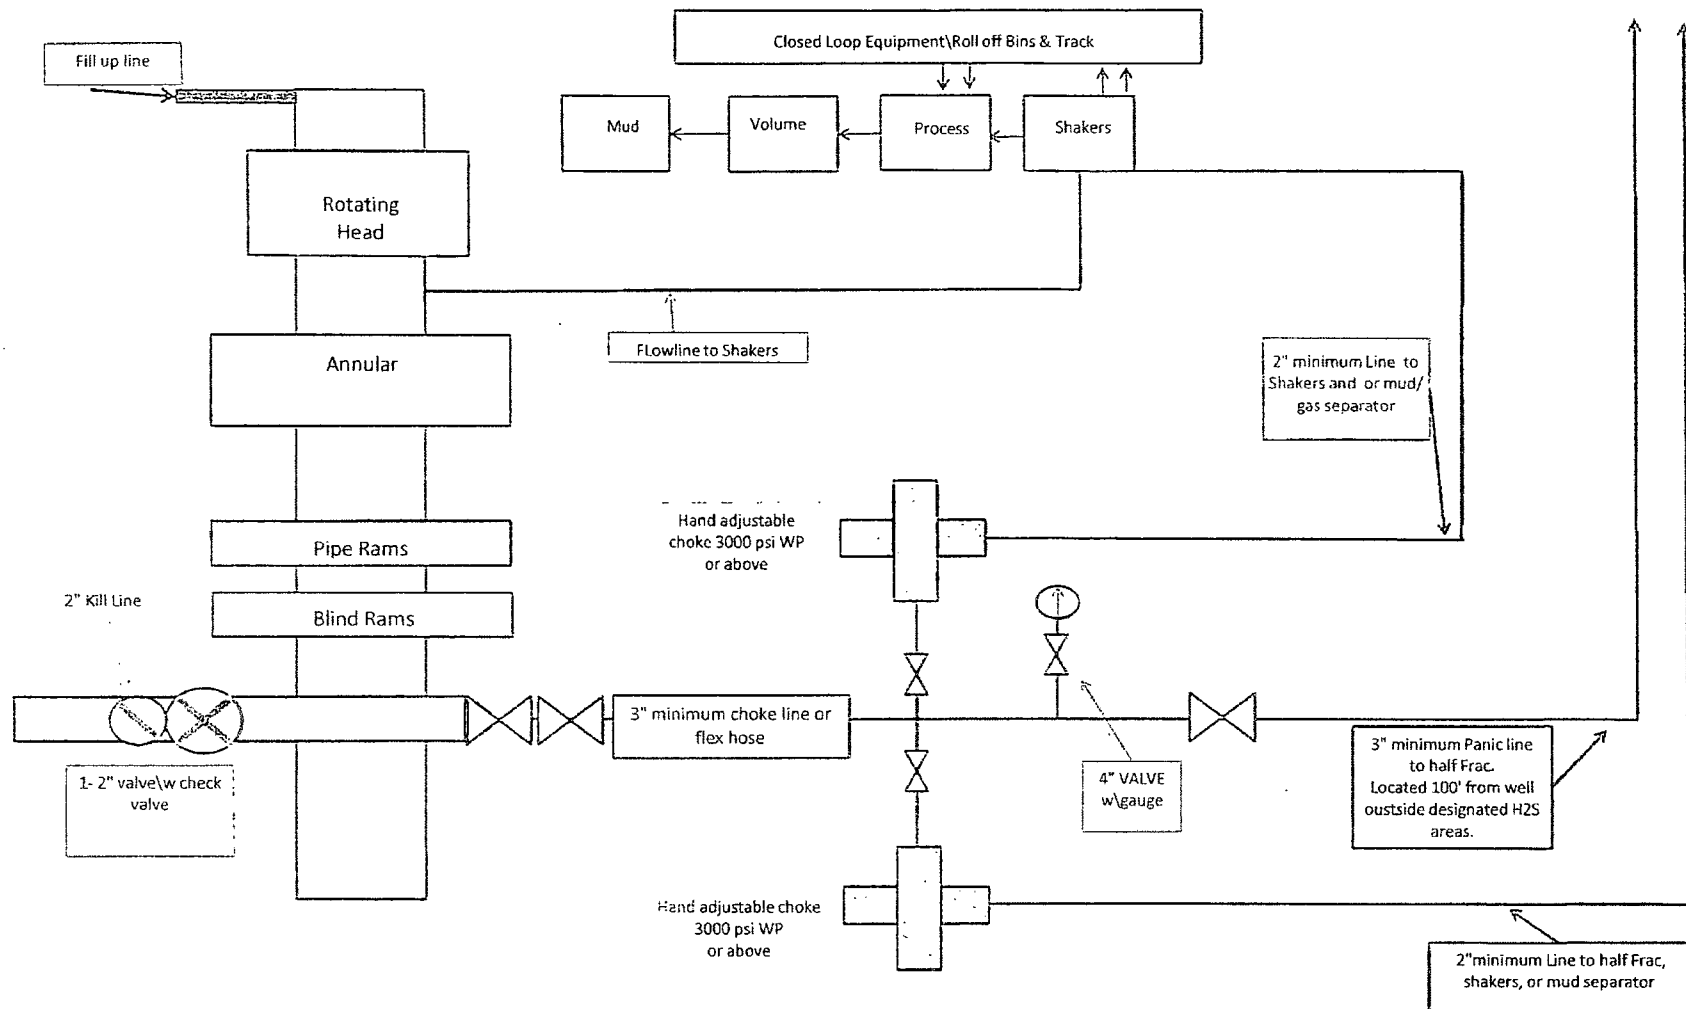 Closed Loop Equipment\Roll off Bins & Track
Fill up line
Mud
Volume
Process
Shakers
Rotating
Head
FLowline to Shakers
Annular
2" minimum Line to
Shakers and or mud/
gas separator
Hand adjustable
choke 3000 psi WP
or above
Pipe Rams
2" Kill Line
Blind Rams
3" minimum choke line or
flex hose
1- 2" valve\w check
valve
4" VALVE
w\gauge
3" minimum Panic line
to half Frac.
Located 100' from well
oustside designated H2S
areas.
Hand adjustable choke
3000 psi WP
or above
2"minimum Line to half Frac,
shakers, or mud separator